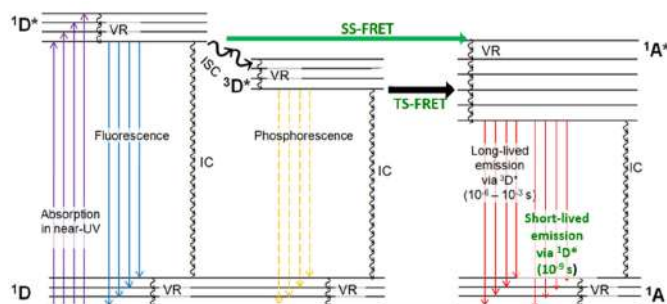 ¹D*
VR
SS-FRET
VR
¹A*
ISC
³D*
VR
TS-FRET
Fluorescence
Phosphorescence
IC
IC
Long-lived
emission
via ³D*
(10⁻⁶ – 10⁻³ s)
IC
Absorption
in near-UV
Short-lived
emission
via ¹D*
(10⁻⁹ s)
¹D
VR
VR
VR
¹A